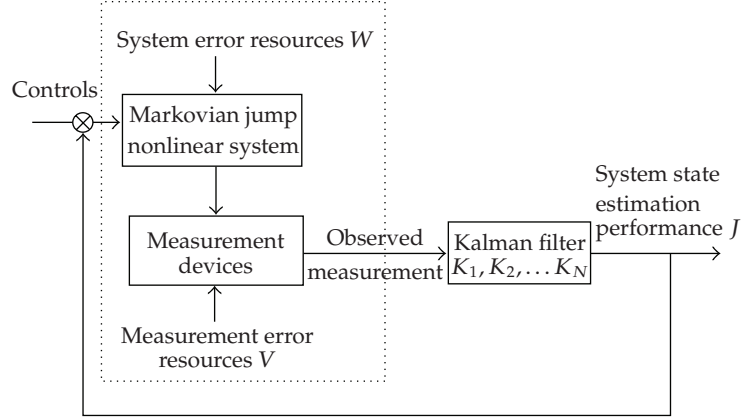 System error resources W
Controls
Markovian jump
nonlinear system
Measurement
devices
Observed
measurement
Kalman filter
K₁, K₂, … K_N
System state
estimation
performance J
Measurement error
resources V